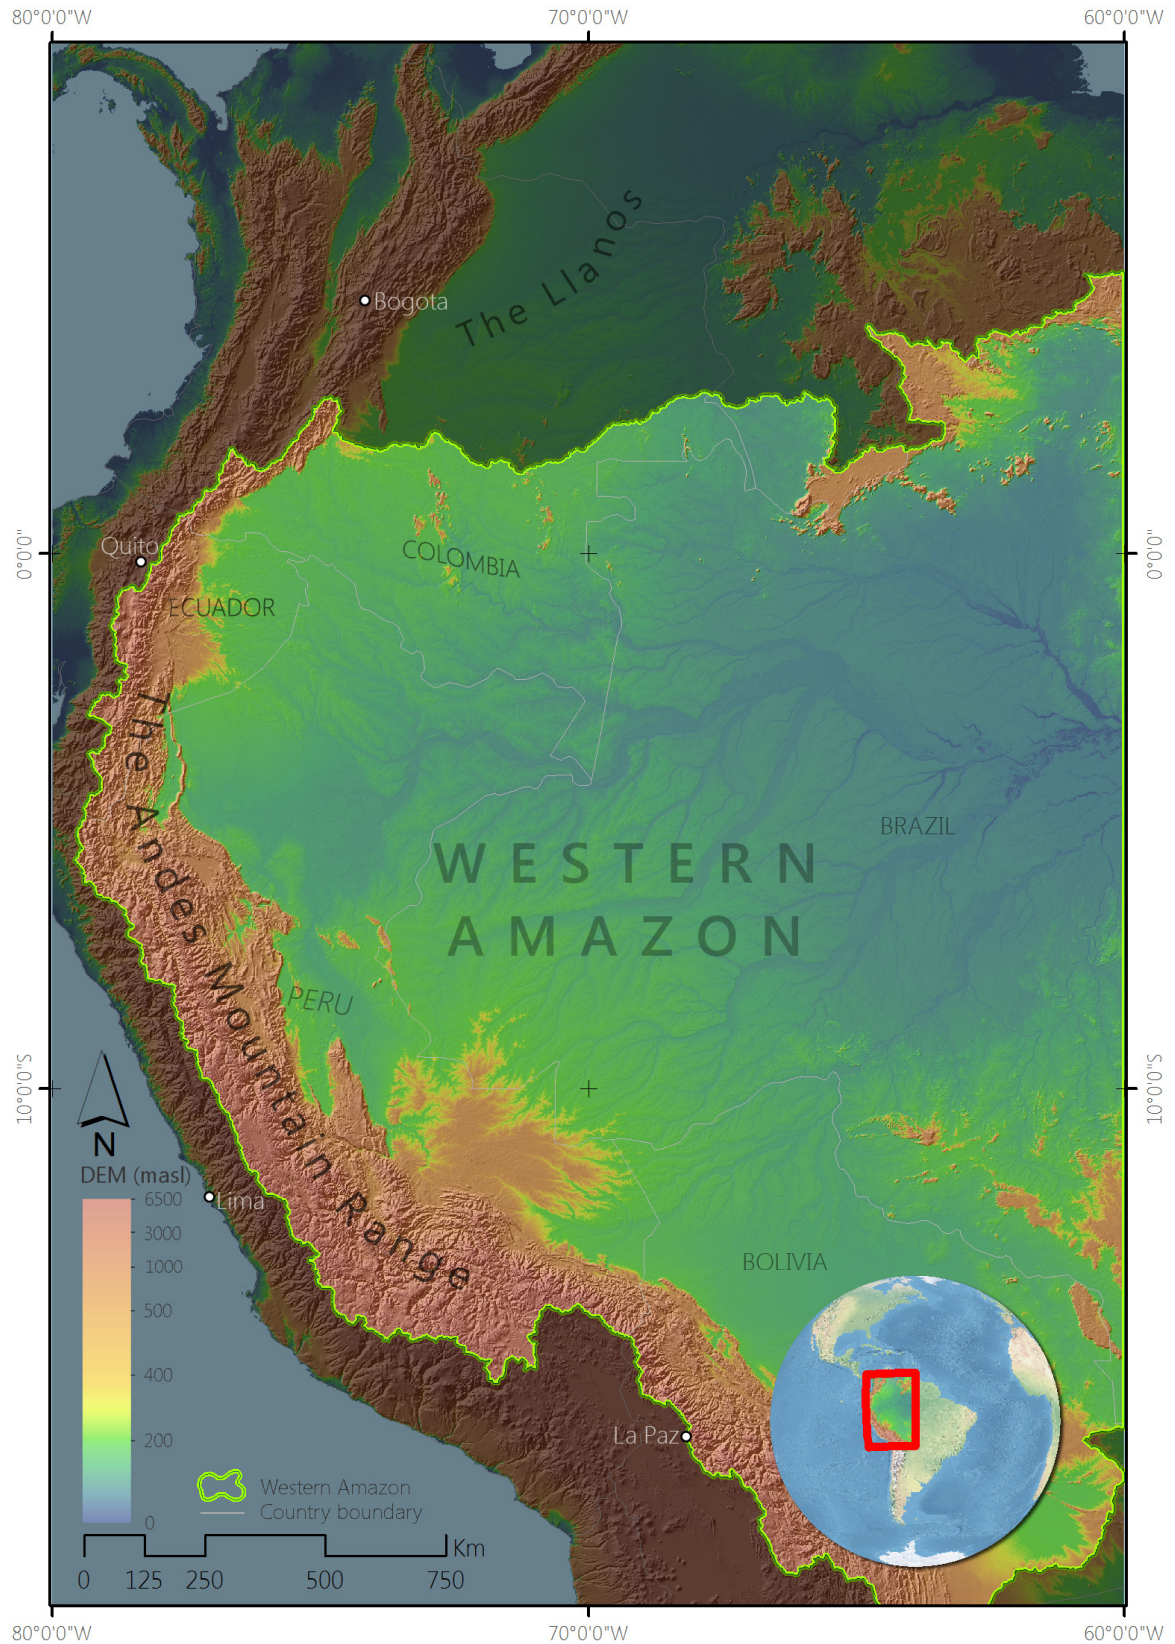 80°0'0"W 70°0'0"W 60°0'0"W
The Llanos
Bogota
Quito
0°0'0"
0°0'0"
COLOMBIA
ECUADOR
The Andes Mountain Range
BRAZIL
WESTERN
AMAZON
PERU
10°0'0"S
10°0'0"S
N
DEM (masl)
6500
3000
1000
500
400
200
0
Lima
BOLIVIA
La Paz
Western Amazon
Country boundary
Km
0 125 250 500 750
80°0'0"W 70°0'0"W 60°0'0"W